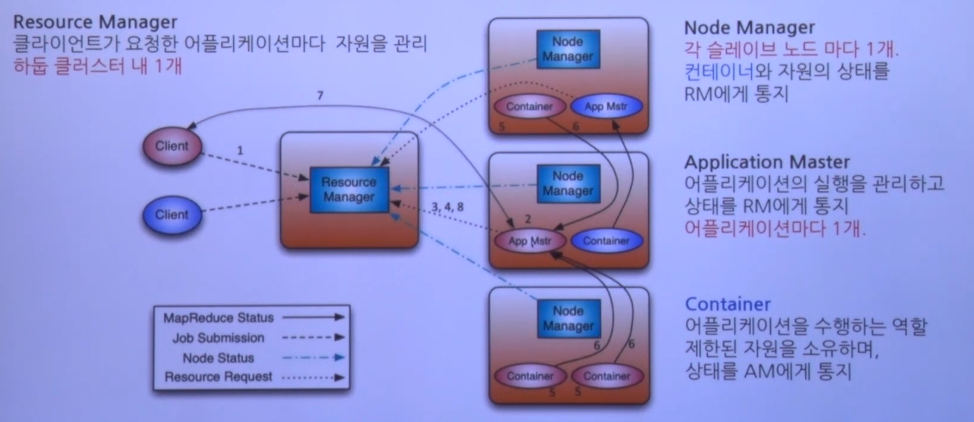 Resource Manager
클라이언트가 요청한 어플리케이션마다 자원을 관리
하둡 클러스터 내 1개
Client
Client
1
7
Resource
Manager
3, 4, 8
Node
Manager
Container
App Mstr
5
6
Node
Manager
2
App Mstr
Container
Node
Manager
6
6
Container
Container
5
5
MapReduce Status
Job Submission
Node Status
Resource Request
Node Manager
각 슬레이브 노드 마다 1개.
컨테이너와 자원의 상태를
RM에게 통지
Application Master
어플리케이션의 실행을 관리하고
상태를 RM에게 통지
어플리케이션마다 1개.
Container
어플리케이션을 수행하는 역할
제한된 자원을 소유하며,
상태를 AM에게 통지